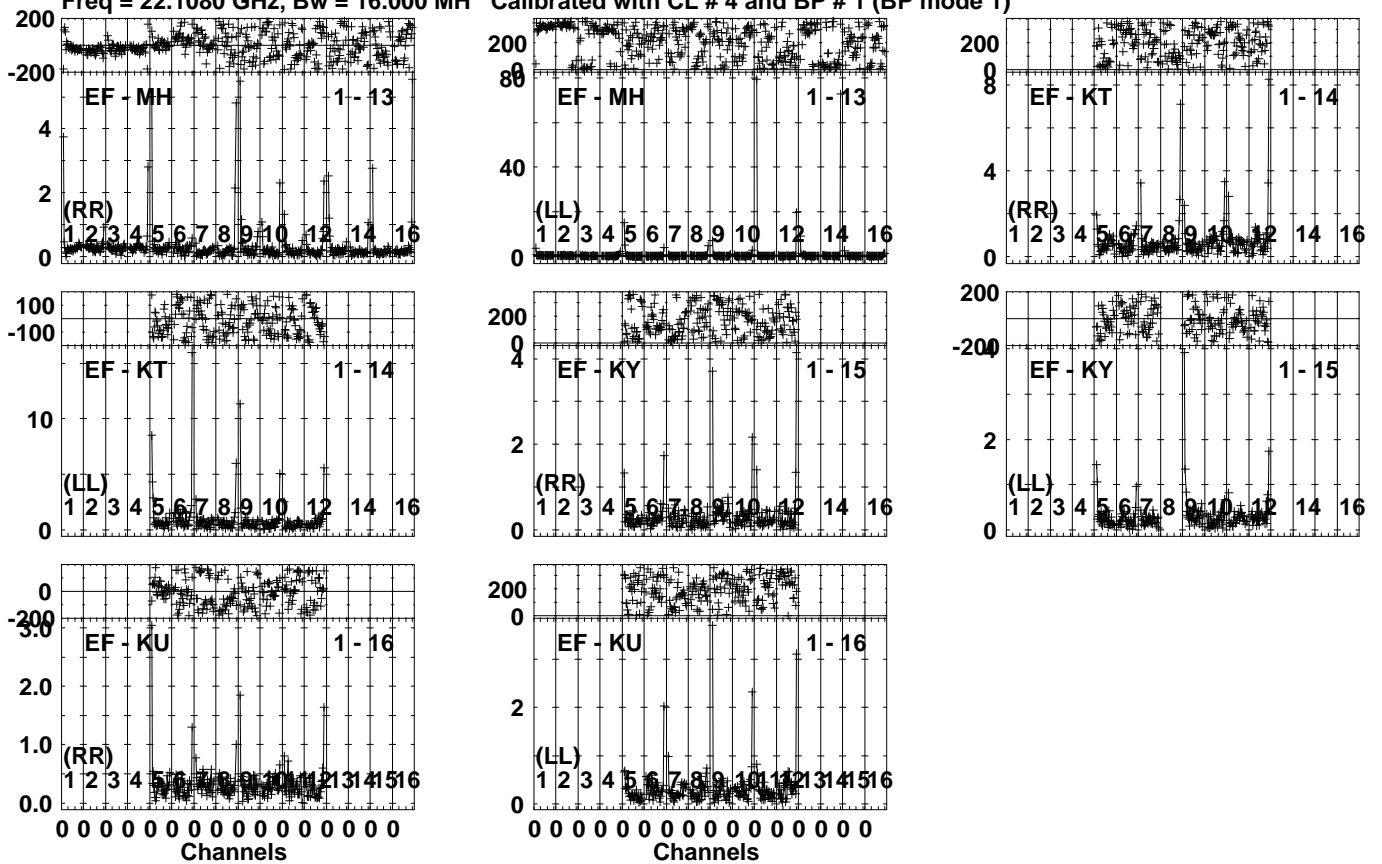 Freq = 22.1080 GHz, Bw = 16.000 MH Calibrated with CL # 4 and BP # 1 (BP mode 1)
200
-200
EF - MH 1 - 13
4
2
0
(RR)
1 2 3 4 5 6 7 8 9 10 12 14 16
200
0
80
EF - MH 1 - 13
40
0
(LL)
1 2 3 4 5 6 7 8 9 10 12 14 16
200
0
8
EF - KT 1 - 14
4
0
(RR)
1 2 3 4 5 6 7 8 9 10 12 14 16
100
-100
EF - KT 1 - 14
10
0
(LL)
1 2 3 4 5 6 7 8 9 10 12 14 16
200
0
4
EF - KY 1 - 15
2
0
(RR)
1 2 3 4 5 6 7 8 9 10 12 14 16
200
-200
4
EF - KY 1 - 15
2
0
(LL)
1 2 3 4 5 6 7 8 9 10 12 14 16
0
-200
3.0
EF - KU 1 - 16
2.0
1.0
0.0
(RR)
1 2 3 4 5 6 7 8 9 10 11 12 13 14 15 16
0 0 0 0 0 0 0 0 0 0 0 0 0 0 0 0
Channels
200
0
EF - KU 1 - 16
2
0
(LL)
1 2 3 4 5 6 7 8 9 10 11 12 13 14 15 16
0 0 0 0 0 0 0 0 0 0 0 0 0 0 0 0
Channels